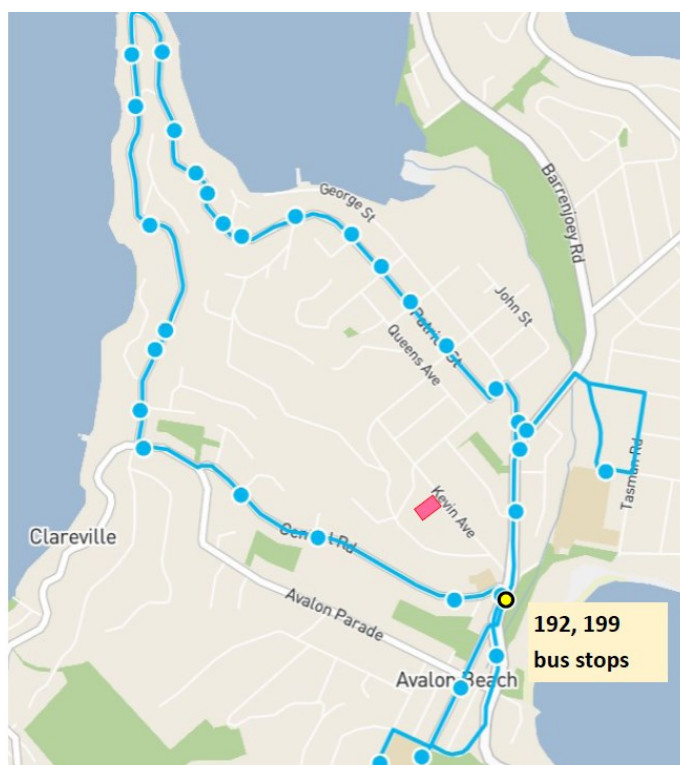 George St
Barrenjoey Rd
John St
Patrick St
Queens Ave
Tasman Rd
Kevin Ave
Clareville
Central Rd
Avalon Parade
192, 199
bus stops
Avalon Beach